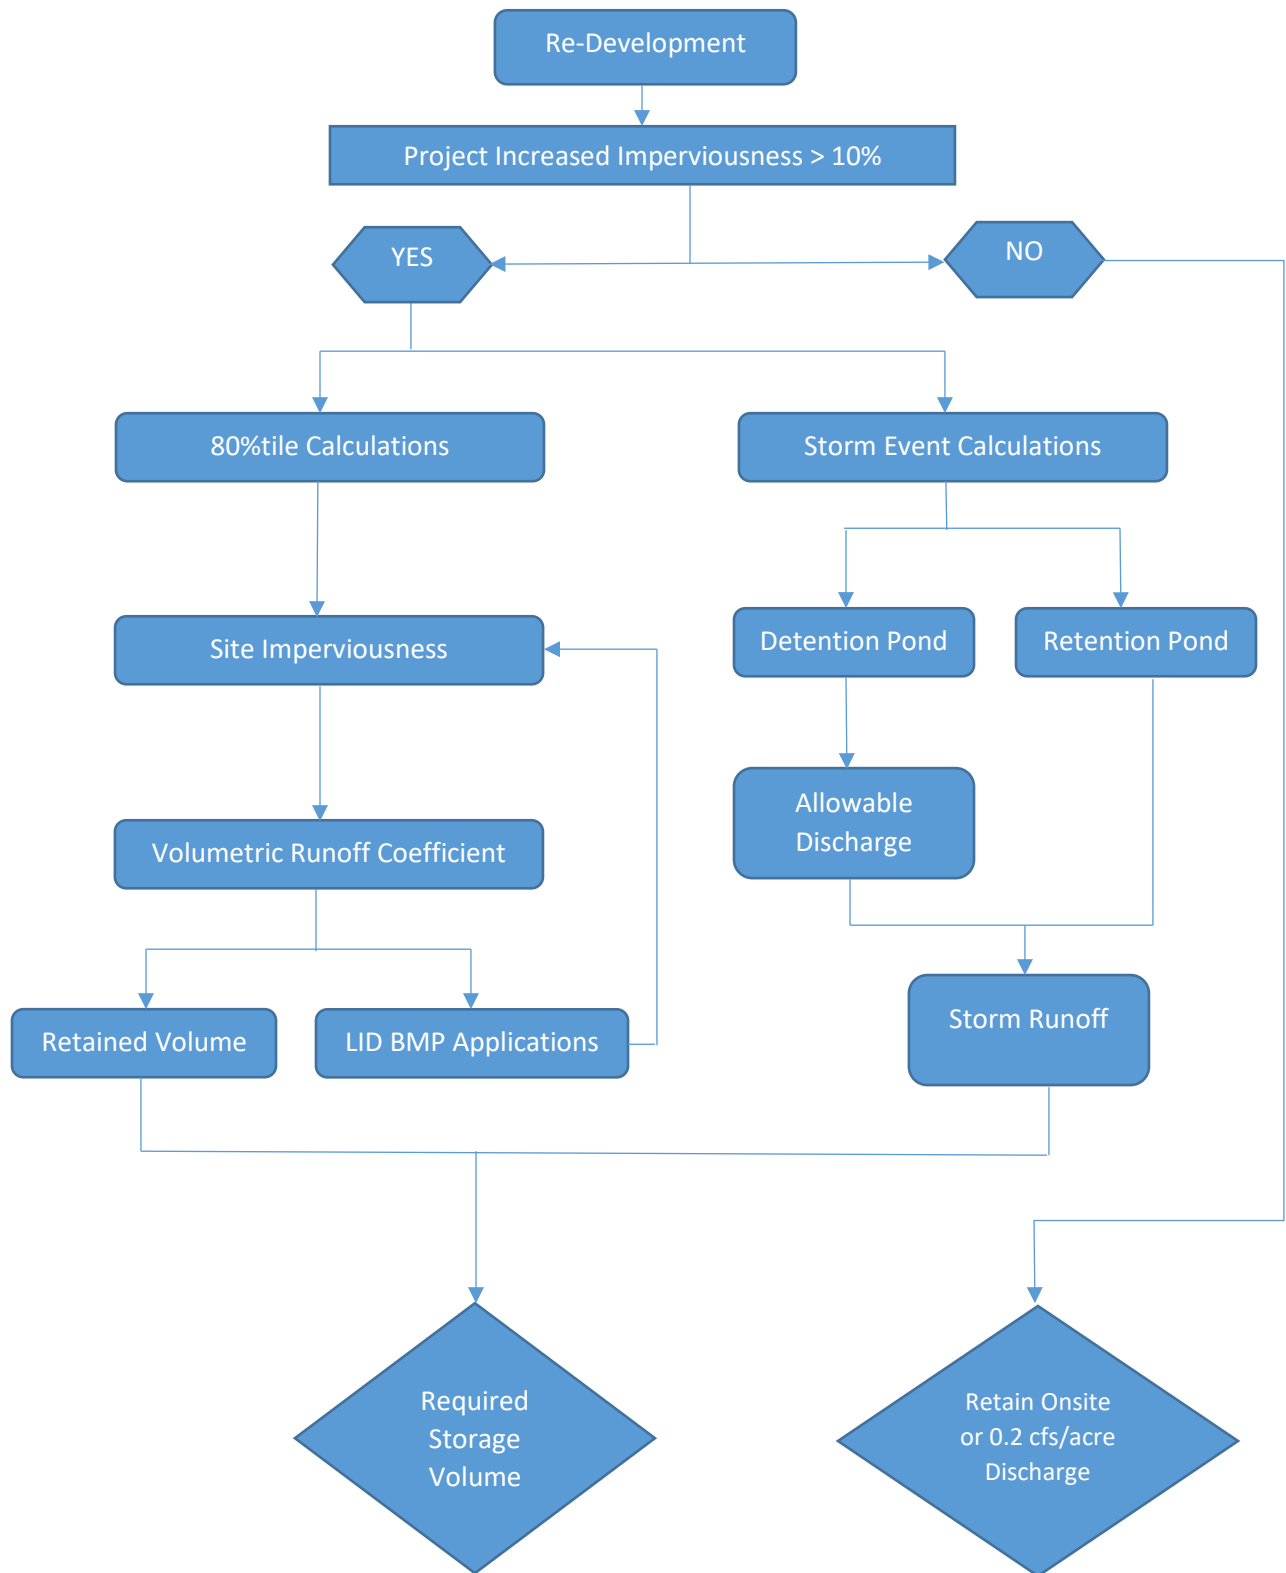 Re-Development
Project Increased Imperviousness > 10%
YES
NO
80%tile Calculations
Storm Event Calculations
Site Imperviousness
Detention Pond
Retention Pond
Allowable
Discharge
Volumetric Runoff Coefficient
Retained Volume
LID BMP Applications
Storm Runoff
Required
Storage
Volume
Retain Onsite
or 0.2 cfs/acre
Discharge